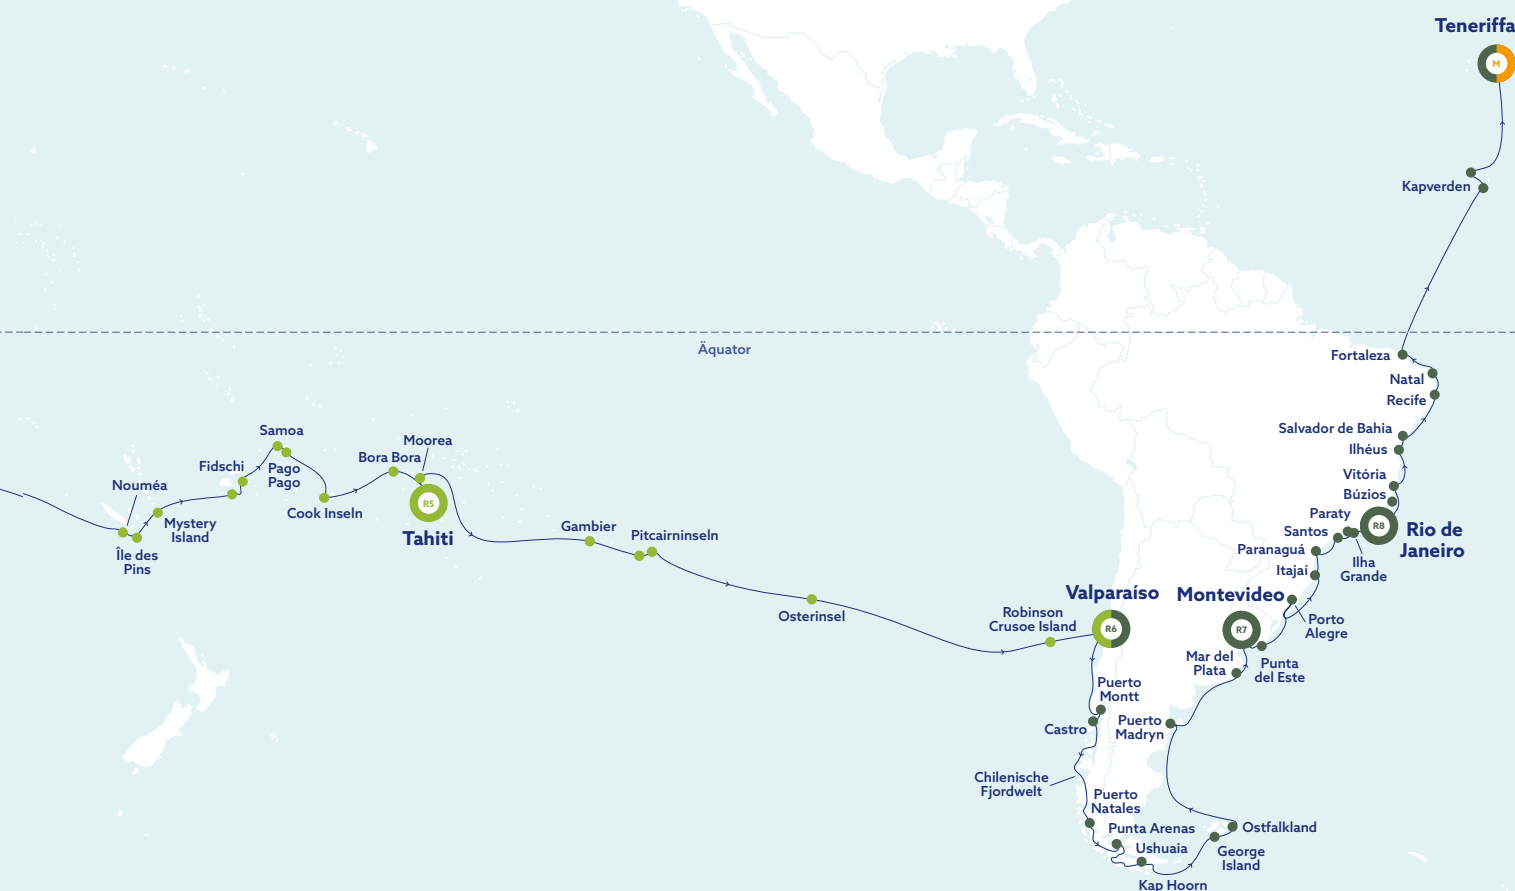 Teneriffa
M
Kapverden
Äquator
Fortaleza
Natal
Recife
Salvador de Bahia
Ilhéus
Vitória
Búzios
Paraty
Santos
R8
Rio de
Janeiro
Paranaguá
Ilha
Grande
Itajaí
Samoa
Moorea
Bora Bora
Fidschi
Pago
Pago
Nouméa
Cook Inseln
R5
Tahiti
Mystery
Island
Île des
Pins
Gambier
Pitcairninseln
Osterinsel
Robinson
Crusoe Island
Valparaíso
R6
Montevideo
R7
Porto
Alegre
Mar del
Plata
Punta
del Este
Puerto
Montt
Castro
Puerto
Madryn
Chilenische
Fjordwelt
Puerto
Natales
Punta Arenas
Ushuaia
Kap Hoorn
Ostfalkland
George
Island